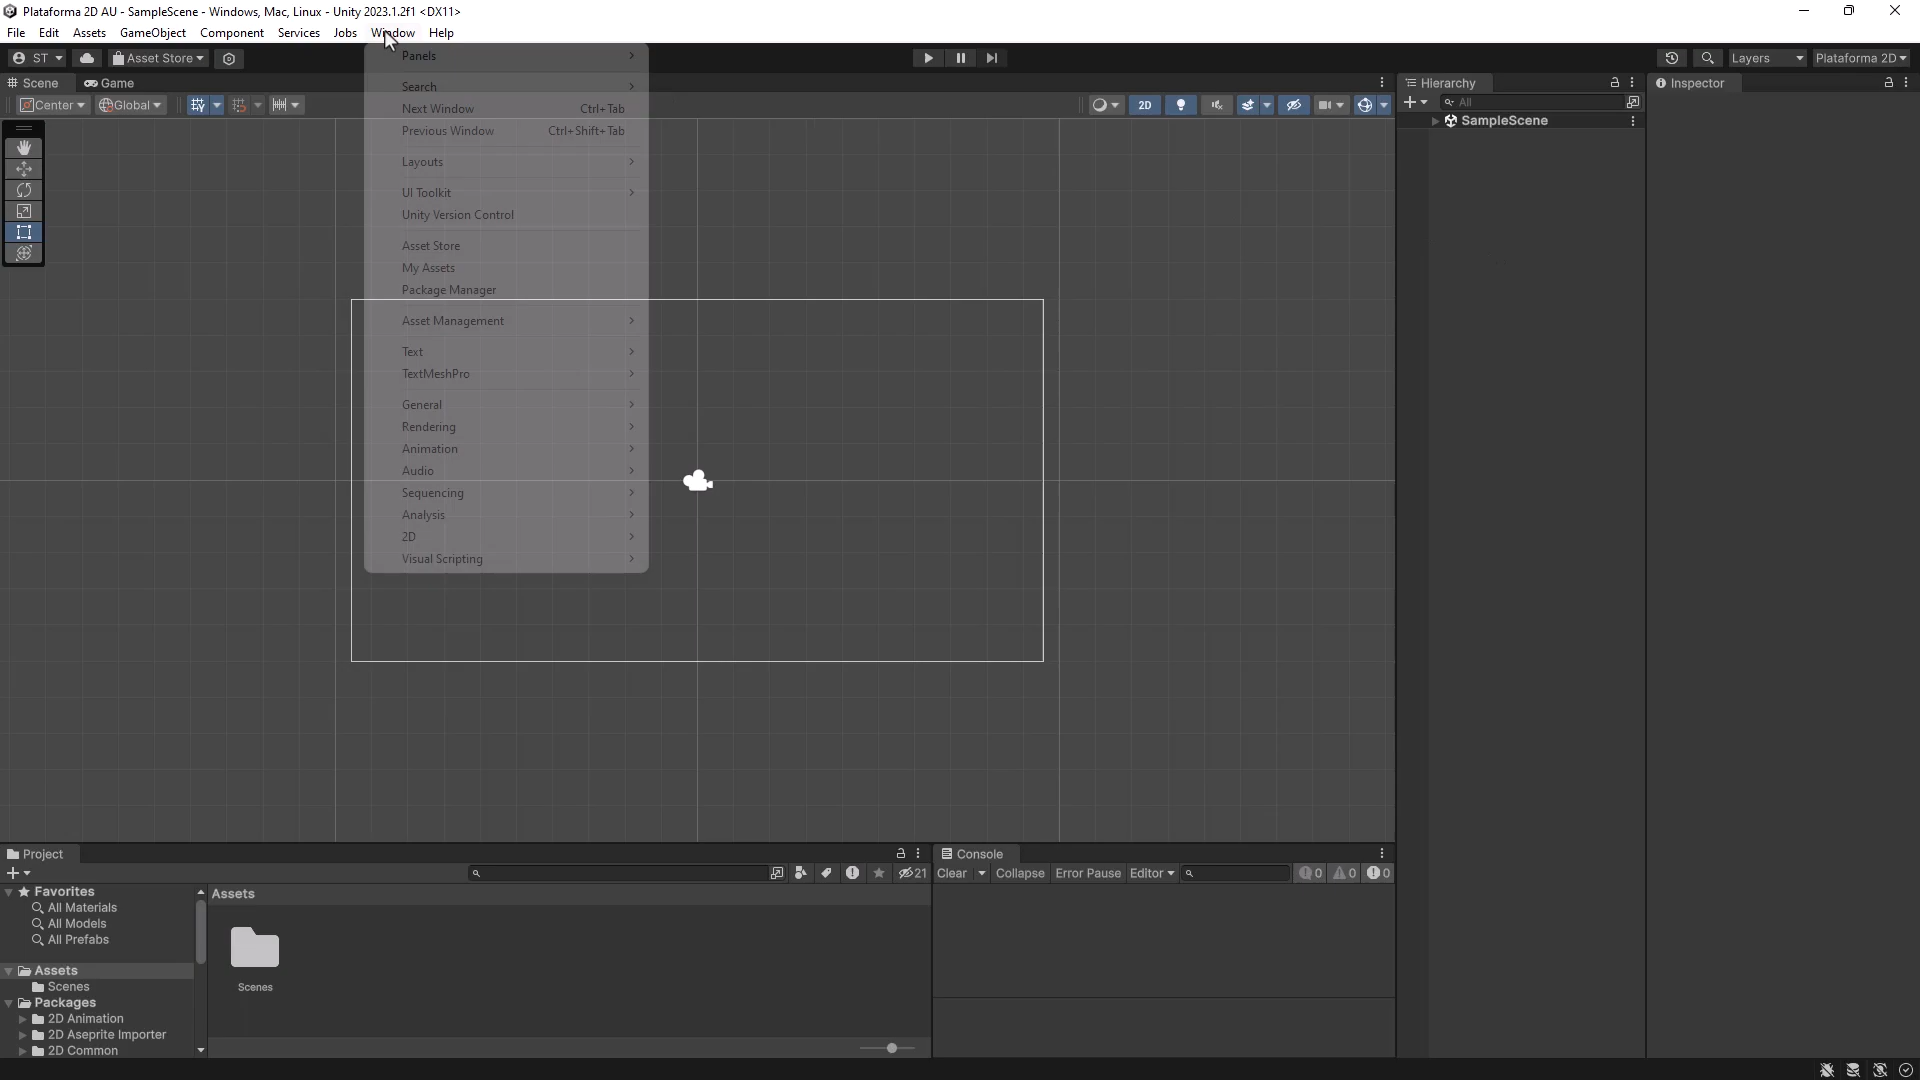 Plataforma 2D AU - SampleScene - Windows, Mac, Linux - Unity 2023.1.2f1 <DX11>
File Edit Assets GameObject Component Services Jobs Window Help
ST Asset Store Layers Plataforma 2D
Scene Game
Center Global 2D
Panels
Search
Next Window Ctrl+Tab
Previous Window Ctrl+Shift+Tab
Layouts
UI Toolkit
Unity Version Control
Asset Store
My Assets
Package Manager
Asset Management
Text
TextMeshPro
General
Rendering
Animation
Audio
Sequencing
Analysis
2D
Visual Scripting
Hierarchy
All
SampleScene
Inspector
Project
21
Favorites
All Materials
All Models
All Prefabs
Assets
Scenes
Packages
2D Animation
2D Aseprite Importer
2D Common
Assets
Scenes
Console
Clear Collapse Error Pause Editor 0 0 0